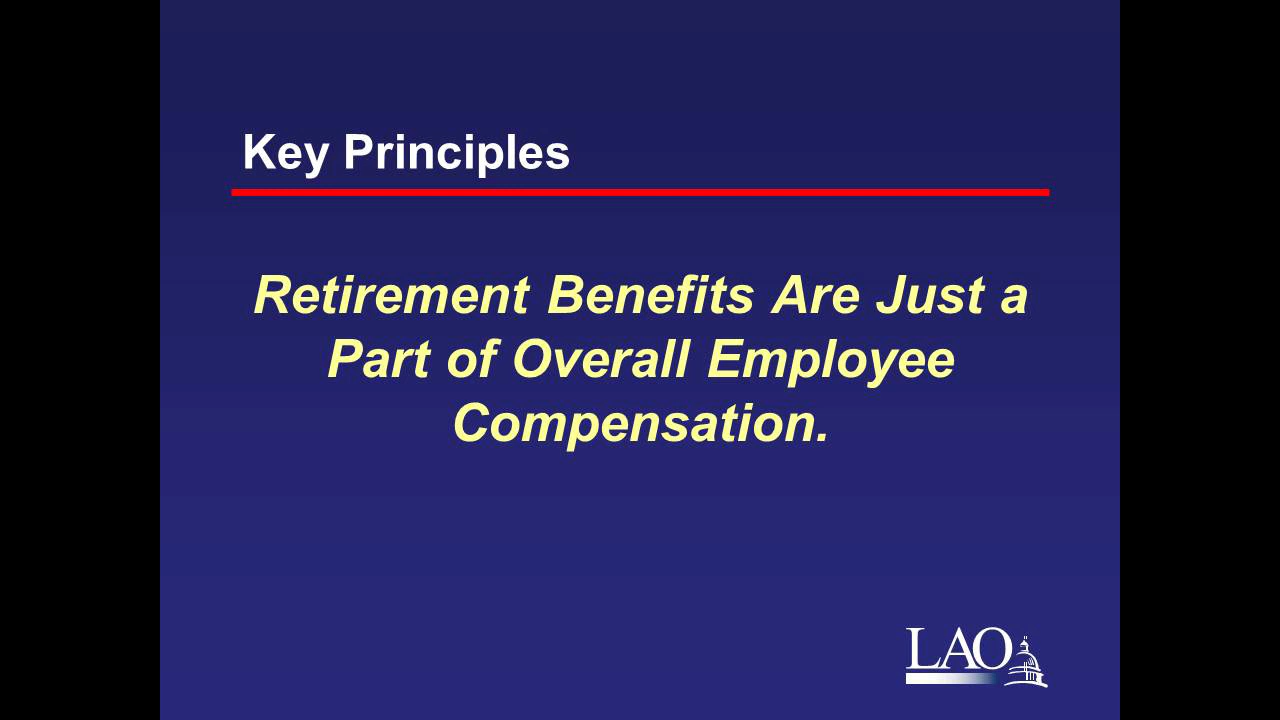 Key Principles
Retirement Benefits Are Just a
Part of Overall Employee
Compensation.
LAO